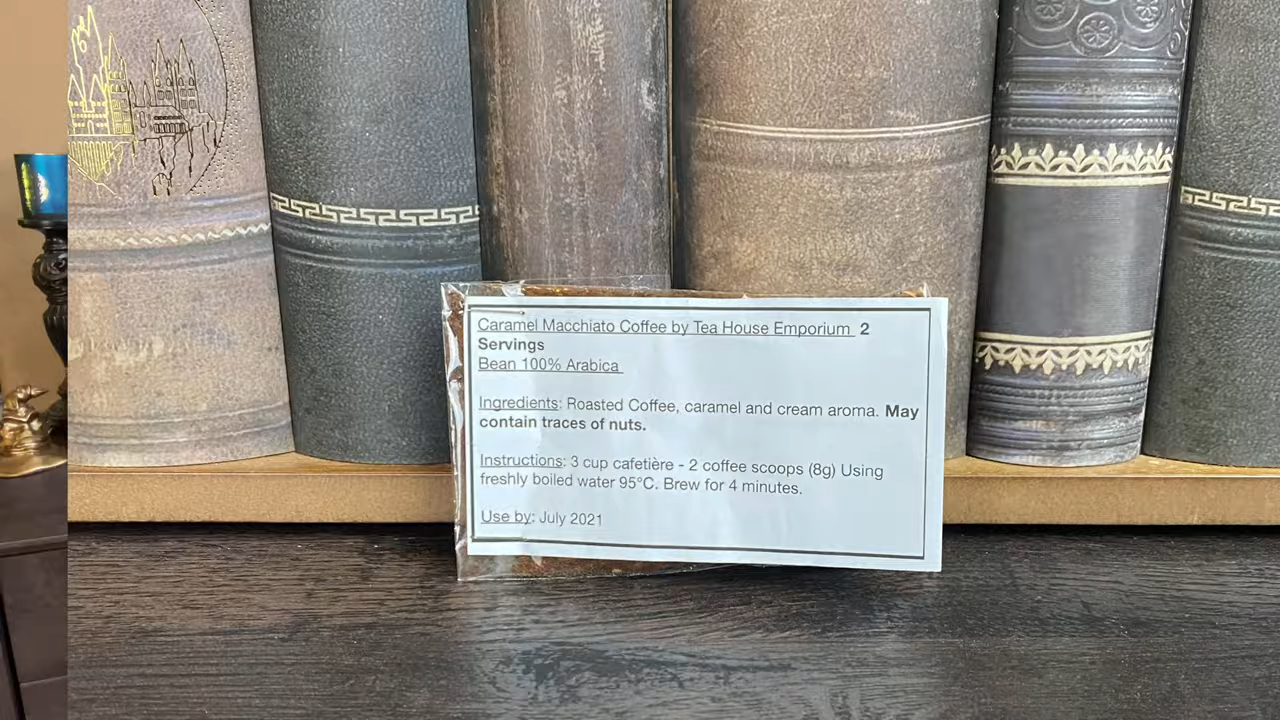 Caramel Macchiato Coffee by Tea House Emporium 2
Servings
Bean 100% Arabica
Ingredients: Roasted Coffee, caramel and cream aroma. May
contain traces of nuts.
Instructions: 3 cup cafetière - 2 coffee scoops (8g) Using
freshly boiled water 95°C. Brew for 4 minutes.
Use by: July 2021